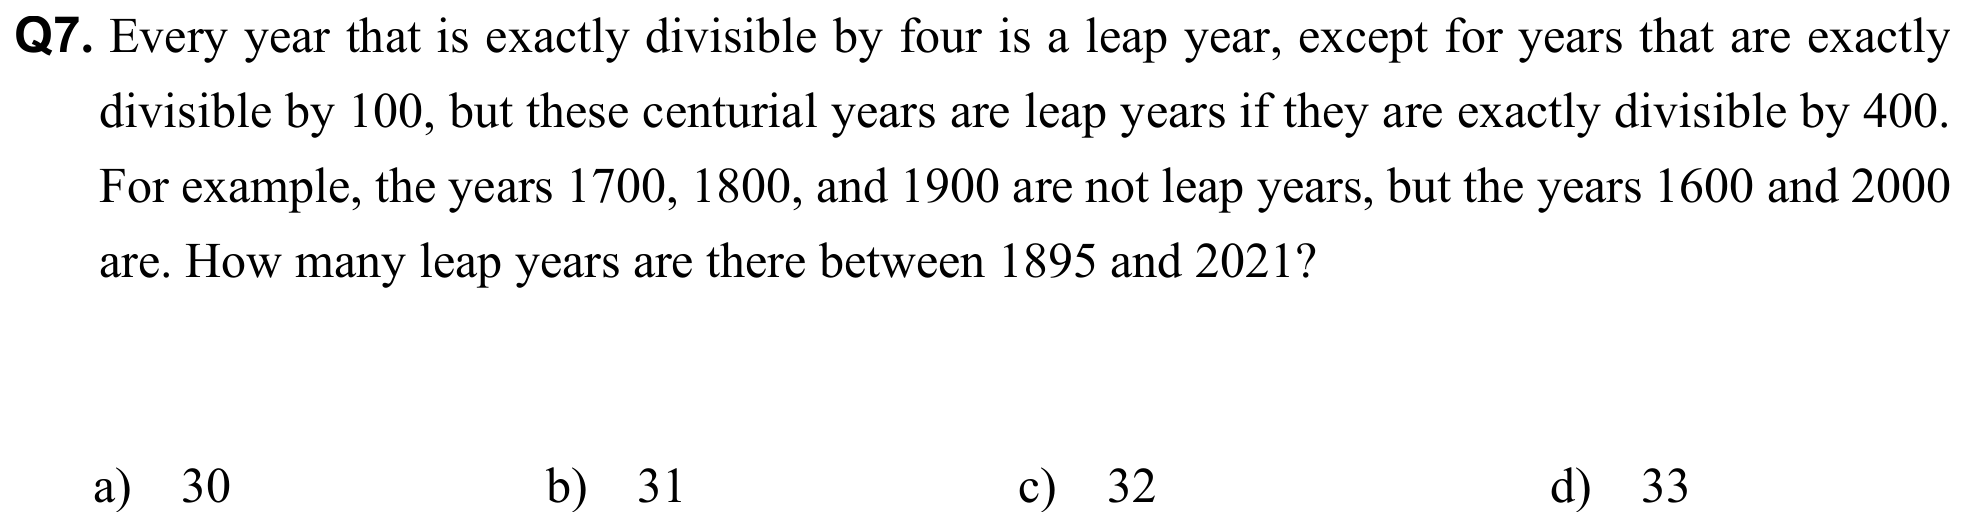 Q7. Every year that is exactly divisible by four is a leap year, except for years that are exactly
divisible by 100, but these centurial years are leap years if they are exactly divisible by 400.
For example, the years 1700, 1800, and 1900 are not leap years, but the years 1600 and 2000
are. How many leap years are there between 1895 and 2021?
a) 30 b) 31 c) 32 d) 33